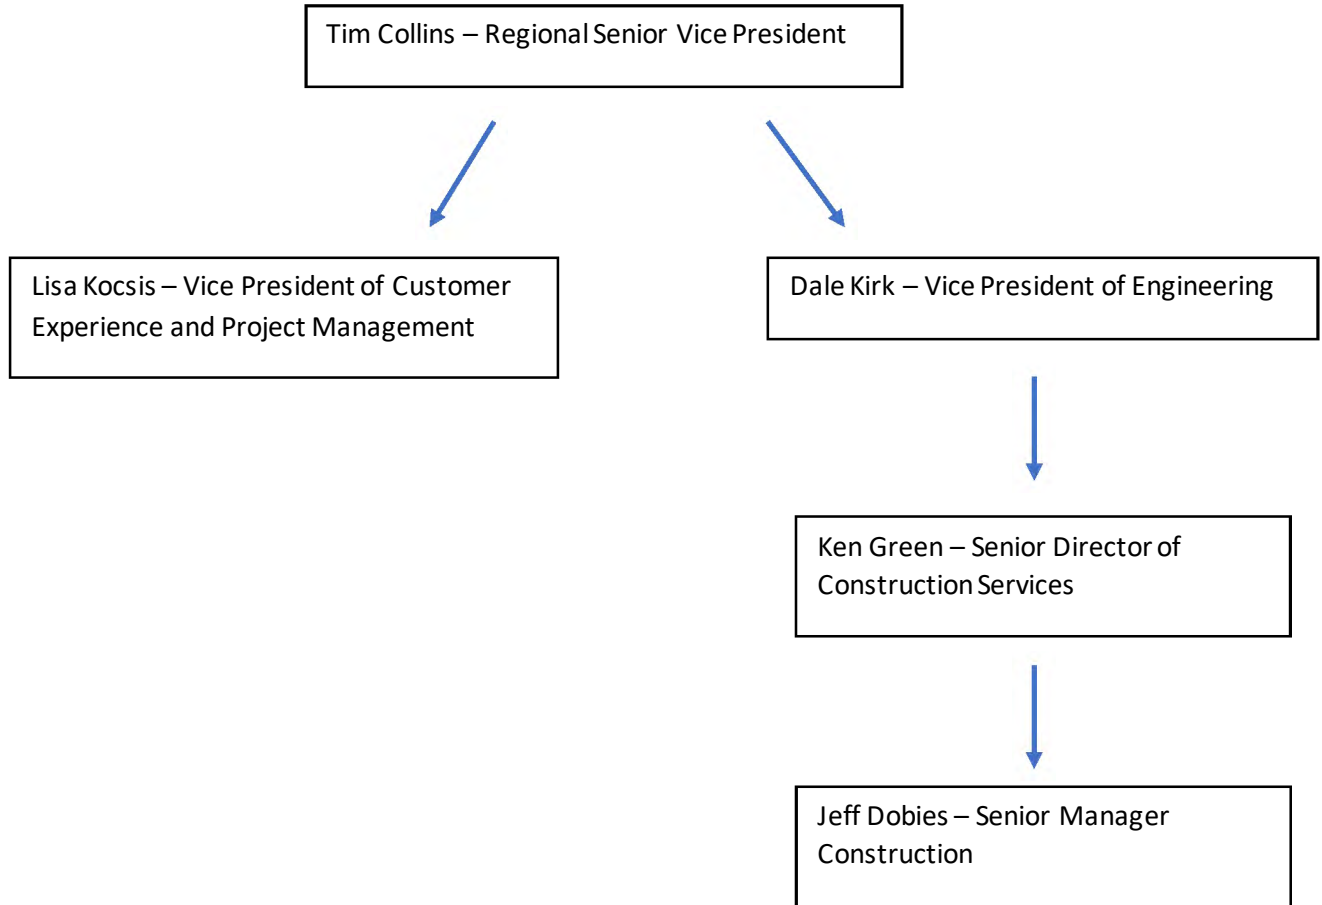 Tim Collins – Regional Senior Vice President
Lisa Kocsis – Vice President of Customer
Experience and Project Management
Dale Kirk – Vice President of Engineering
Ken Green – Senior Director of
Construction Services
Jeff Dobies – Senior Manager
Construction